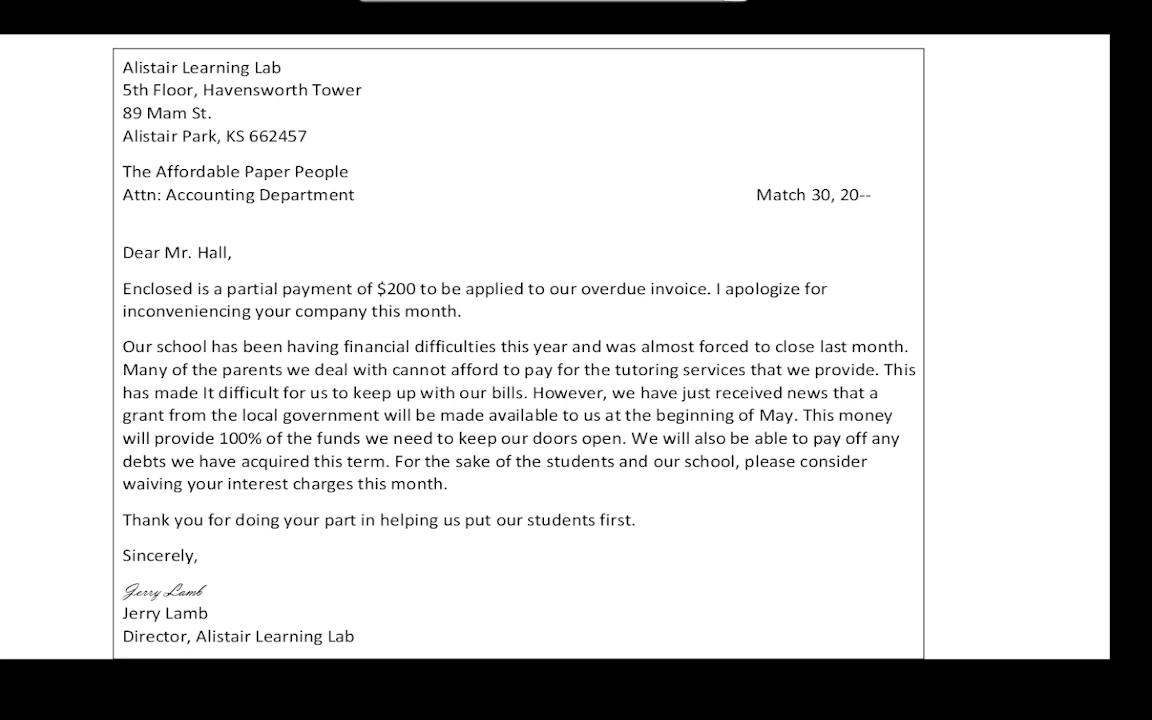 Alistair Learning Lab
5th Floor, Havensworth Tower
89 Mam St.
Alistair Park, KS 662457
The Affordable Paper People
Attn: Accounting Department
Match 30, 20--
Dear Mr. Hall,
Enclosed is a partial payment of $200 to be applied to our overdue invoice. I apologize for
inconveniencing your company this month.
Our school has been having financial difficulties this year and was almost forced to close last month.
Many of the parents we deal with cannot afford to pay for the tutoring services that we provide. This
has made It difficult for us to keep up with our bills. However, we have just received news that a
grant from the local government will be made available to us at the beginning of May. This money
will provide 100% of the funds we need to keep our doors open. We will also be able to pay off any
debts we have acquired this term. For the sake of the students and our school, please consider
waiving your interest charges this month.
Thank you for doing your part in helping us put our students first.
Sincerely,
Jerry Lamb
Jerry Lamb
Director, Alistair Learning Lab